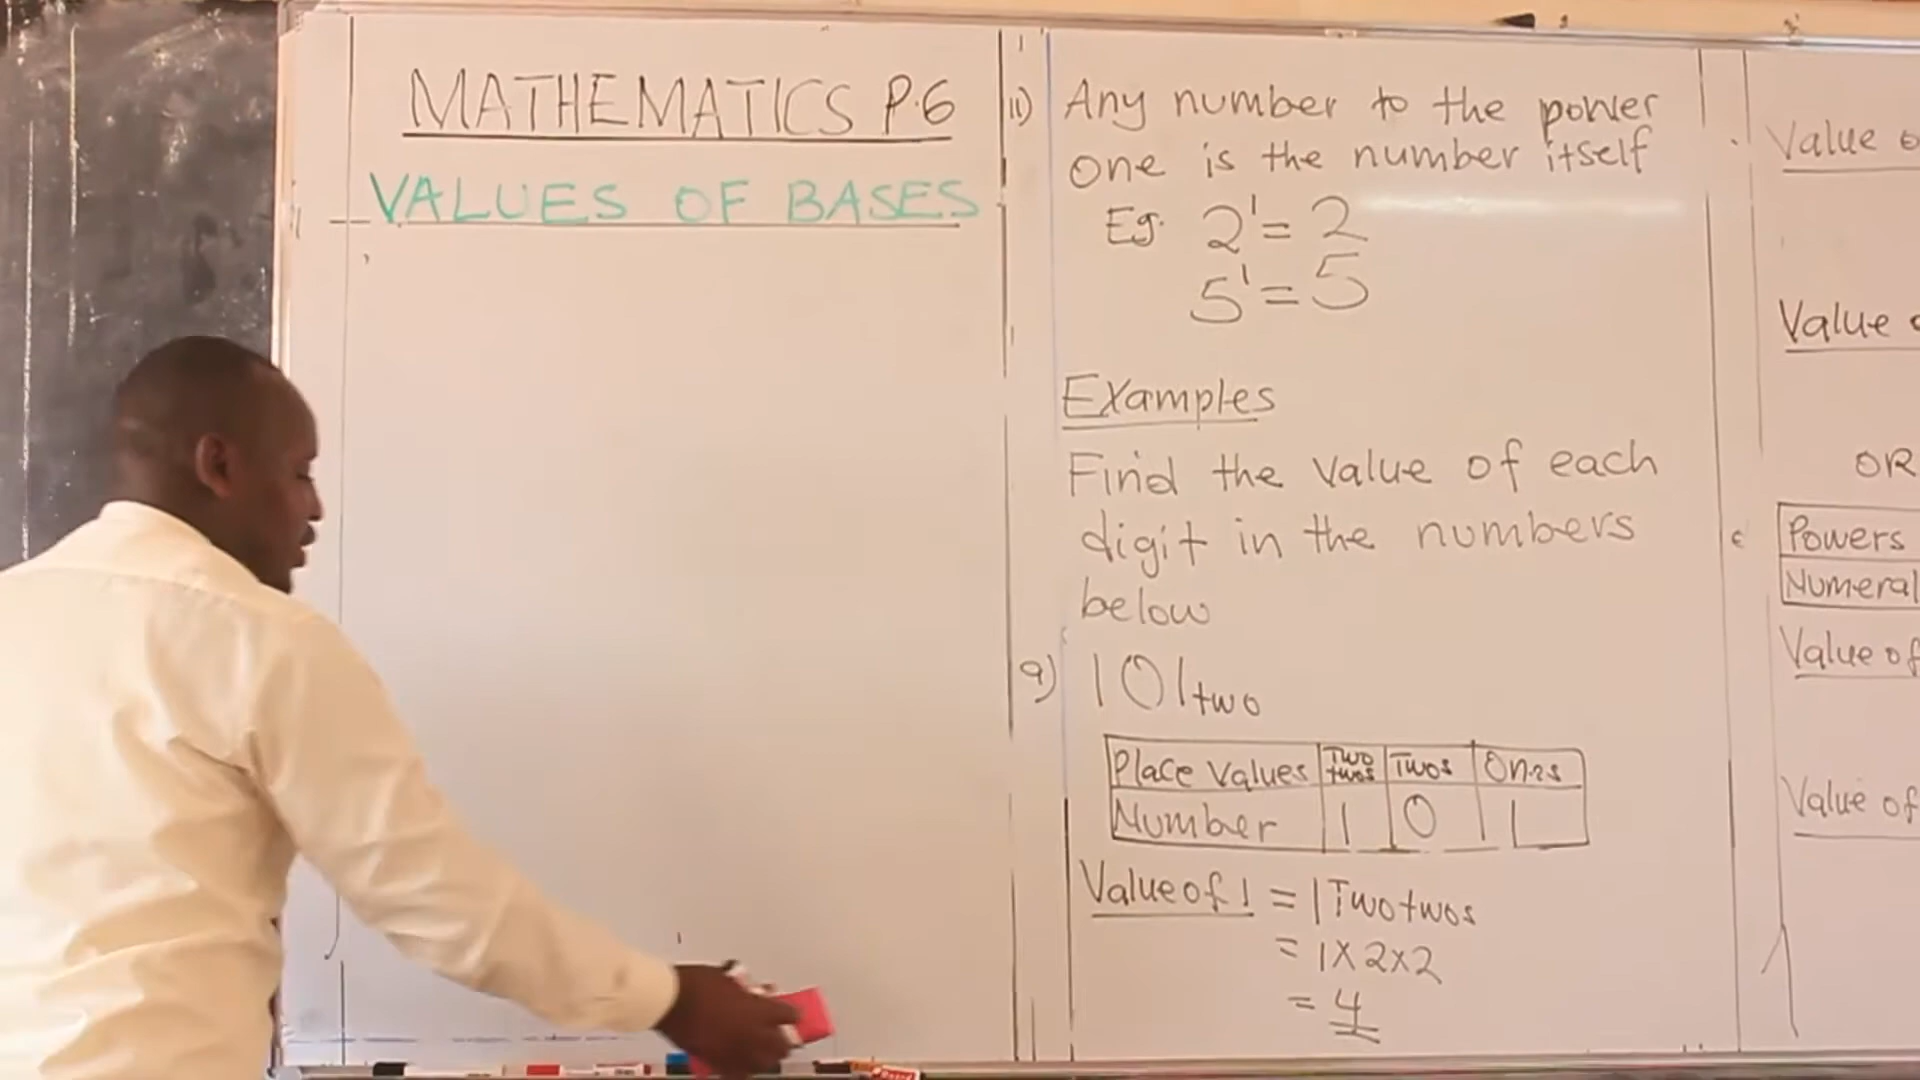 MATHEMATICS P.6
VALUES OF BASES
ii) Any number to the power
one is the number itself
Eg. 2¹ = 2
5¹ = 5
Examples
Find the value of each
digit in the numbers
below
a) 101two
Place Values Two twos Twos Ones
Number 1 0 1
Value of 1 = 1 Two twos
= 1 x 2 x 2
= 4
Value o
Value o
OR
Powers
Numeral
Value of
Value of